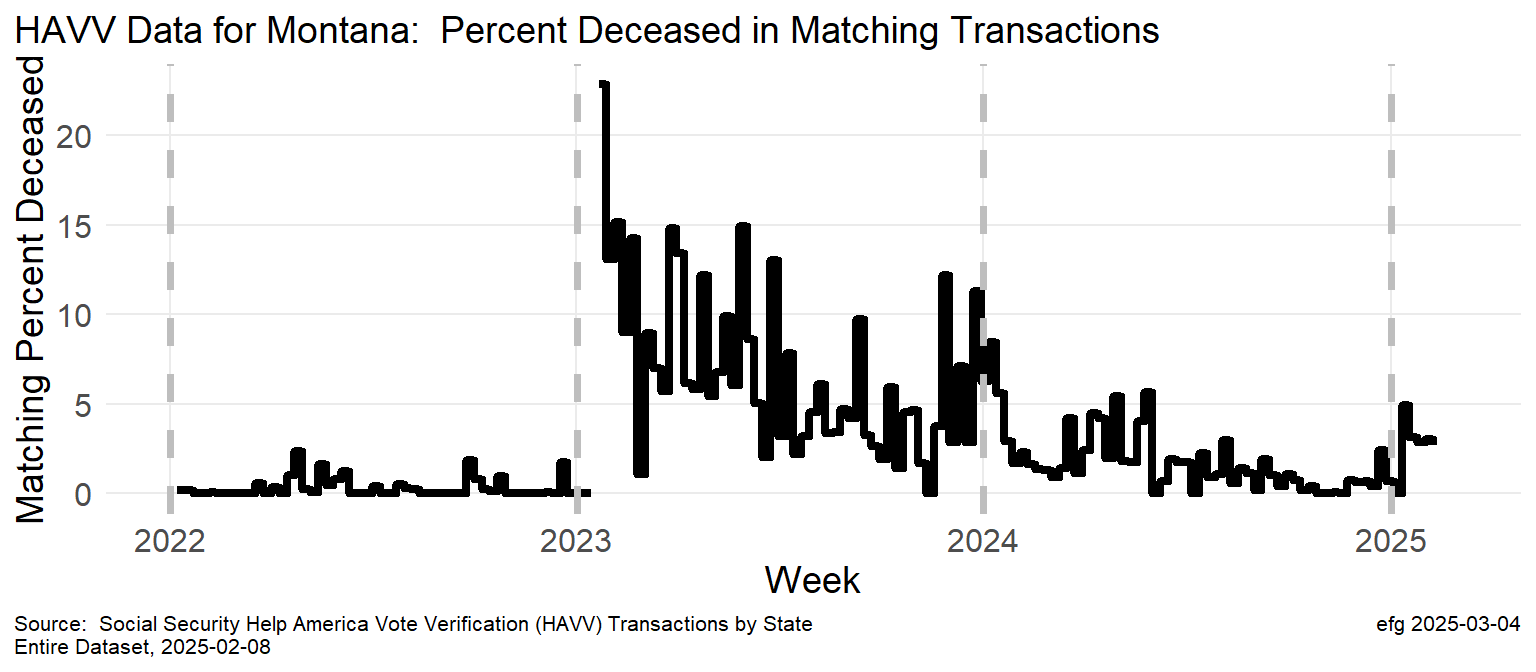 HAVV Data for Montana:  Percent Deceased in Matching Transactions
Matching Percent Deceased
20
15
10
5
0
2022
2023
2024
2025
Week
Source:  Social Security Help America Vote Verification (HAVV) Transactions by State
Entire Dataset, 2025-02-08
efg 2025-03-04